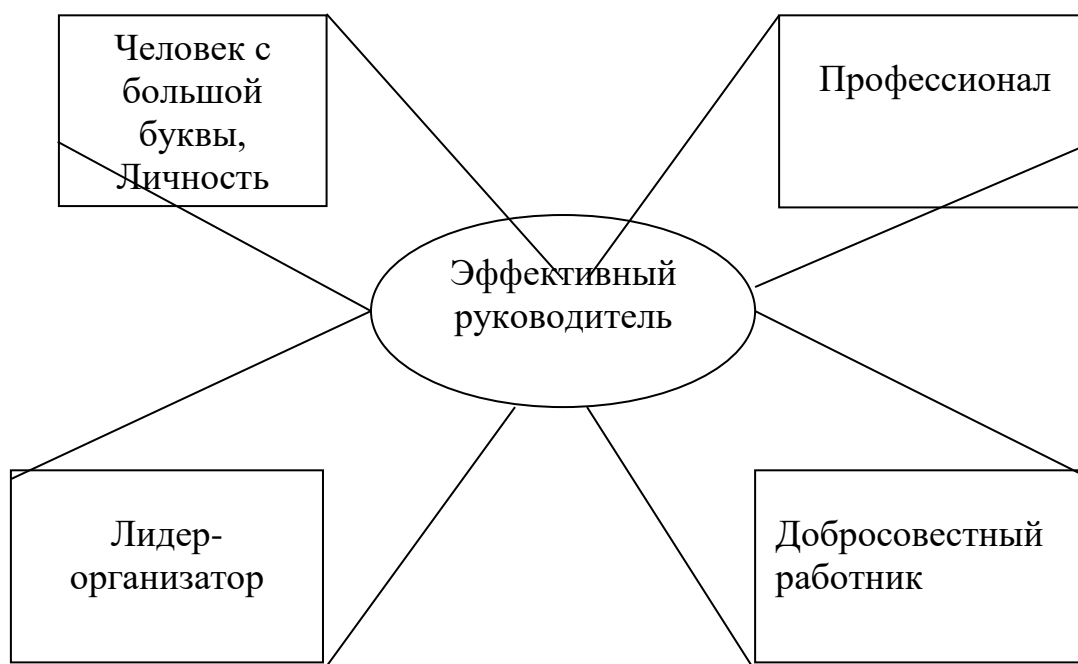 Человек с
большой
буквы,
Личность
Профессионал
Эффективный
руководитель
Лидер-
организатор
Добросовестный
работник